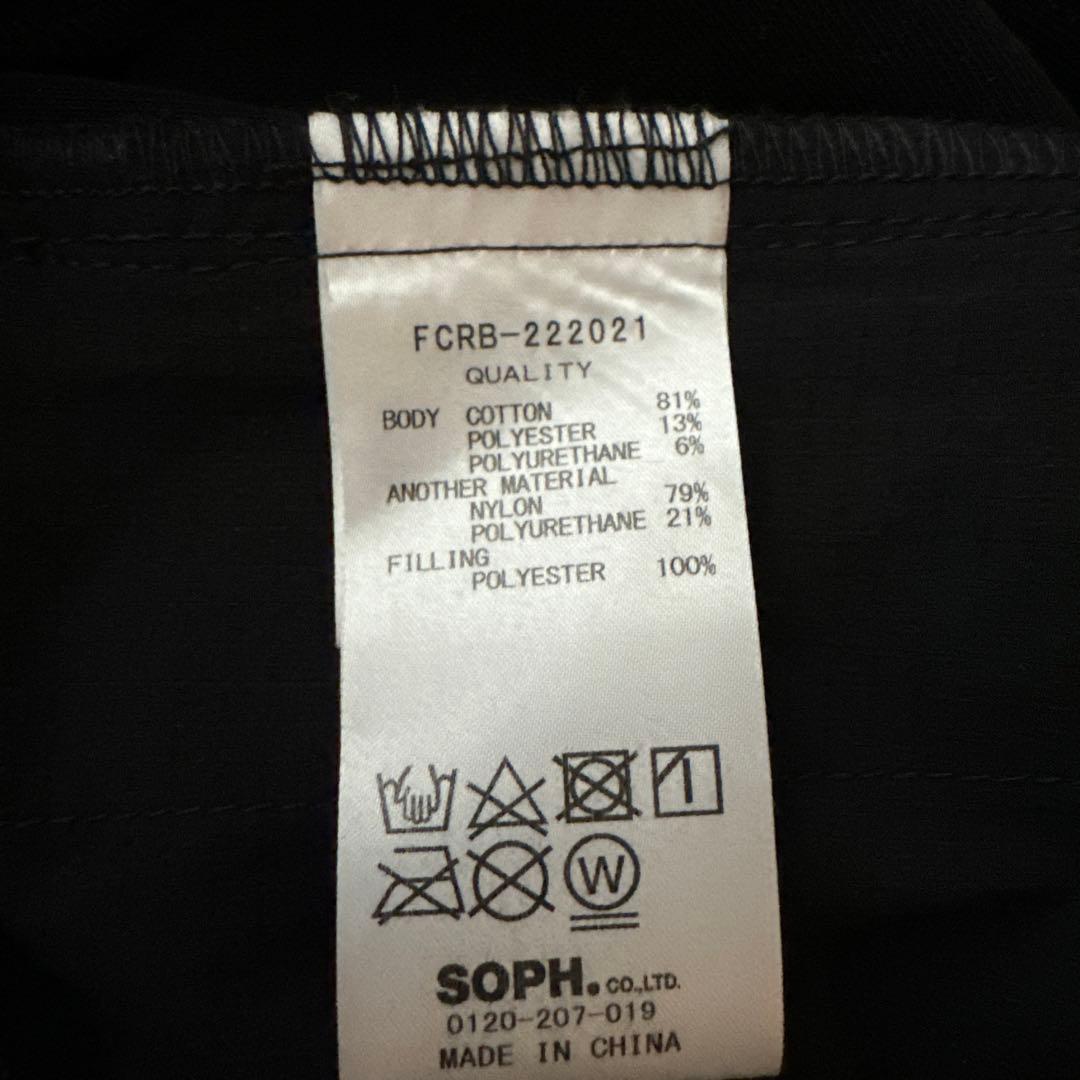 FCRB-222021
QUALITY
BODY COTTON 81%
POLYESTER 13%
POLYURETHANE 6%
ANOTHER MATERIAL
NYLON 79%
POLYURETHANE 21%
FILLING
POLYESTER 100%
W
SOPH. CO.,LTD.
0120-207-019
MADE IN CHINA